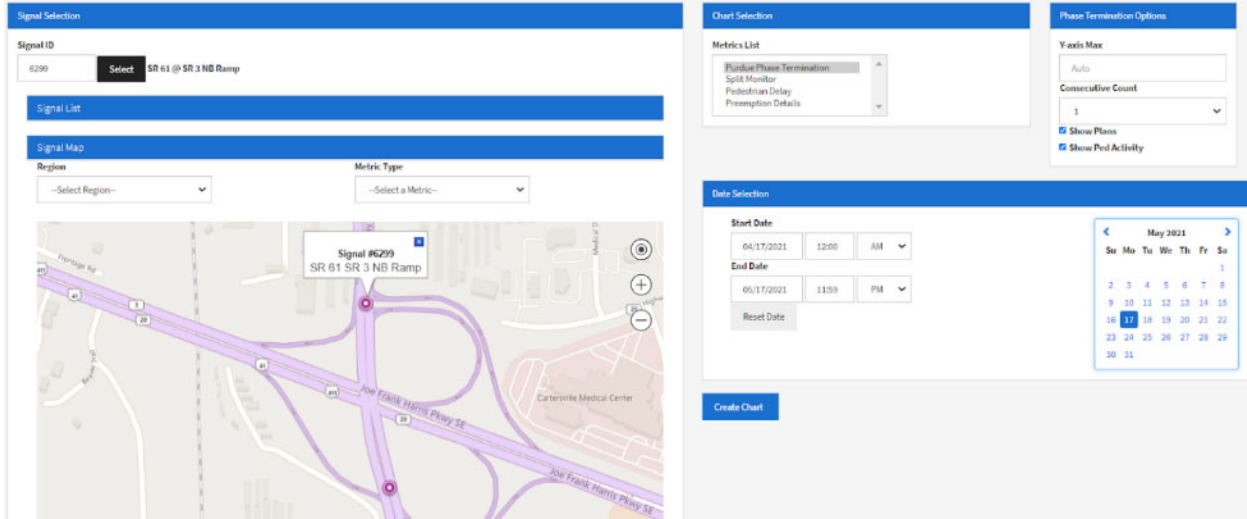 Signal Selection
Signal ID
6299 Select SR 61 @ SR 3 NB Ramp
Signal List
Signal Map
Region Metric Type
--Select Region-- --Select a Metric--
Signal #6299
SR 61 SR 3 NB Ramp
Frontage Rd
Medical D
41
41
3
20
41
411
Joe Frank Harris Pkwy SE
20
Cartersville Medical Center
Joe Frank Harris Pkwy SE
Chart Selection
Metrics List
Purdue Phase Termination
Split Monitor
Pedestrian Delay
Preemption Details
Phase Termination Options
Y-axis Max
Auto
Consecutive Count
1
Show Plans
Show Ped Activity
Date Selection
Start Date
04/17/2021 12:00 AM
End Date
05/17/2021 11:59 PM
Reset Date
May 2021
Su Mo Tu We Th Fr Sa
1
2 3 4 5 6 7 8
9 10 11 12 13 14 15
16 17 18 19 20 21 22
23 24 25 26 27 28 29
30 31
Create Chart